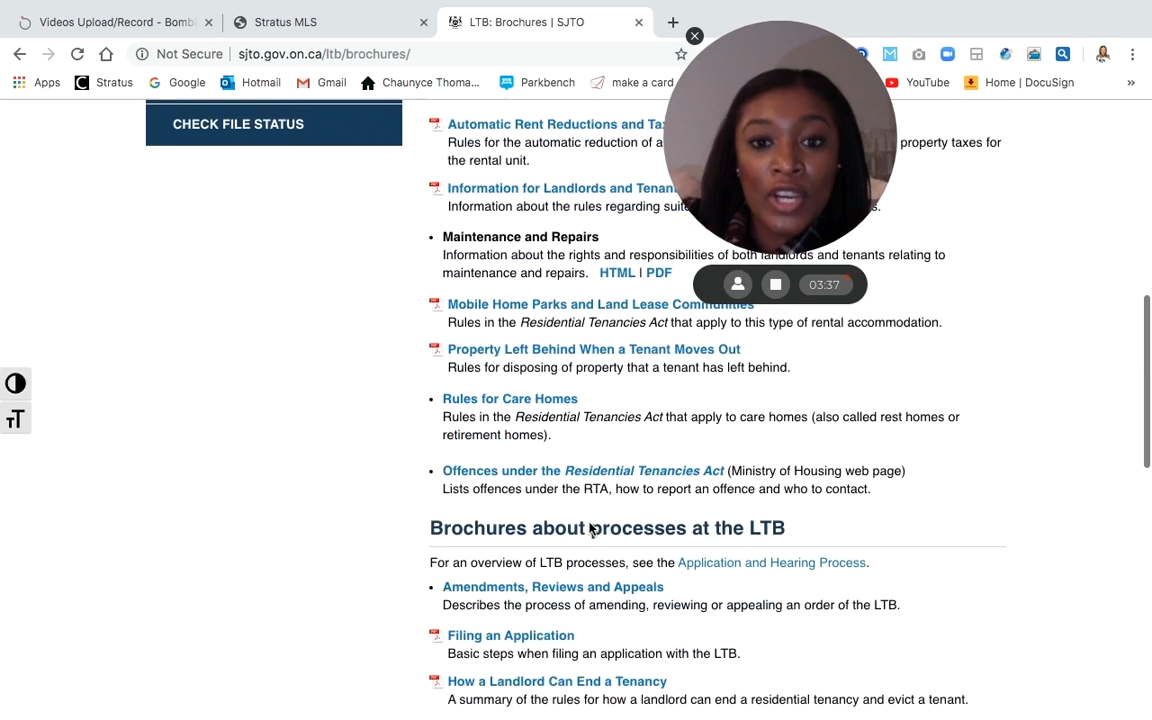 Videos Upload/Record - Bomb
Stratus MLS
LTB: Brochures | SJTO
Not Secure
sjto.gov.on.ca/ltb/brochures/
Apps
Stratus
Google
Hotmail
Gmail
Chaunyce Thoma...
Parkbench
make a card
YouTube
Home | DocuSign
»
CHECK FILE STATUS
Automatic Rent Reductions and
Rules for the automatic reduction of property taxes for
the rental unit.
Information for Landlords and
Information about the rules regarding
• Maintenance and Repairs
Information about the rights and responsibilities of both landlords and tenants relating to
maintenance and repairs. HTML | PDF
03:37
Mobile Home Parks and Land Lease Communities
Rules in the Residential Tenancies Act that apply to this type of rental accommodation.
Property Left Behind When a Tenant Moves Out
Rules for disposing of property that a tenant has left behind.
• Rules for Care Homes
Rules in the Residential Tenancies Act that apply to care homes (also called rest homes or
retirement homes).
• Offences under the Residential Tenancies Act (Ministry of Housing web page)
Lists offences under the RTA, how to report an offence and who to contact.
Brochures about processes at the LTB
For an overview of LTB processes, see the Application and Hearing Process.
• Amendments, Reviews and Appeals
Describes the process of amending, reviewing or appealing an order of the LTB.
Filing an Application
Basic steps when filing an application with the LTB.
How a Landlord Can End a Tenancy
A summary of the rules for how a landlord can end a residential tenancy and evict a tenant.